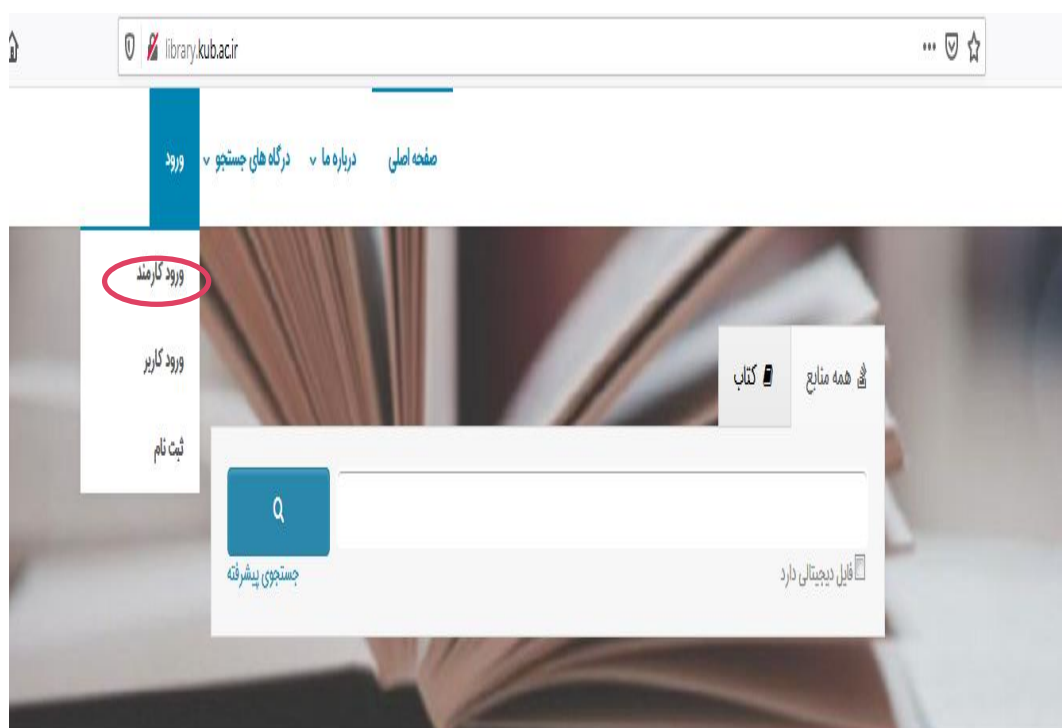 library.kub.ac.ir
صفحه اصلی درباره ما درگاه های جستجو ورود
ورود کارمند
ورود کاربر
ثبت نام
همه منابع کتاب
فایل دیجیتالی دارد
جستجوی پیشرفته